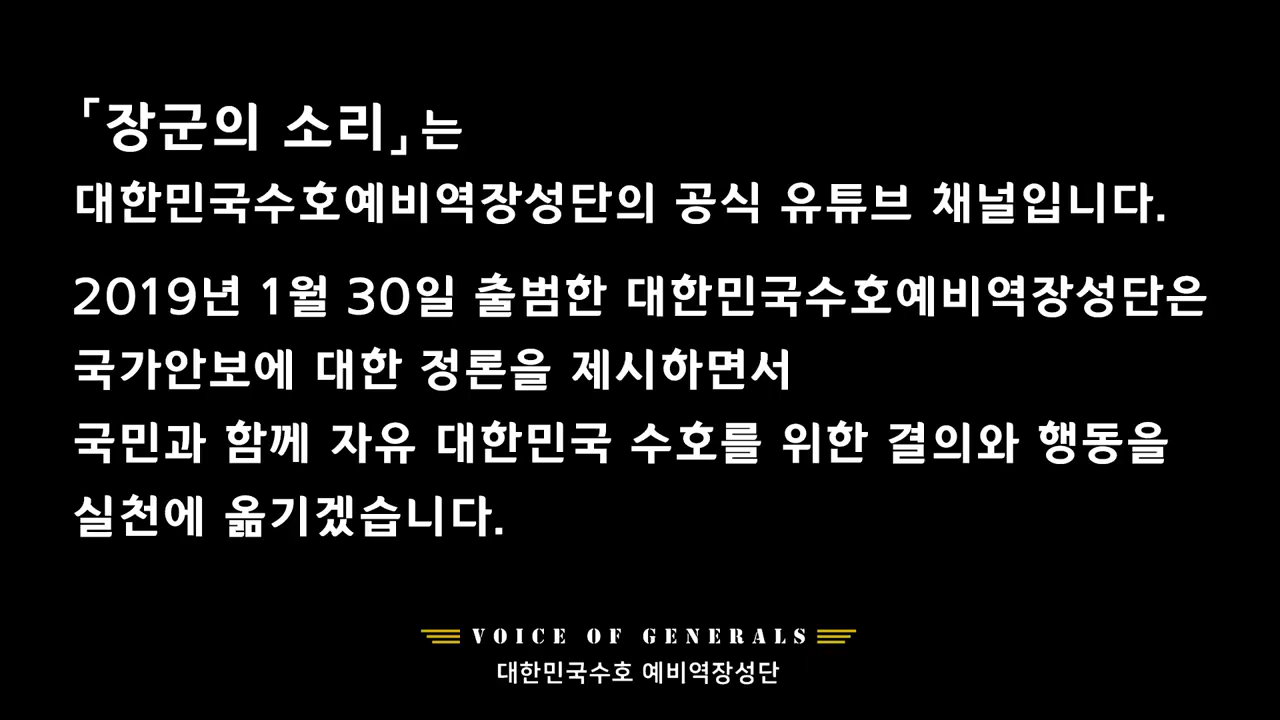 「장군의 소리」는
대한민국수호예비역장성단의 공식 유튜브 채널입니다.
2019년 1월 30일 출범한 대한민국수호예비역장성단은
국가안보에 대한 정론을 제시하면서
국민과 함께 자유 대한민국 수호를 위한 결의와 행동을
실천에 옮기겠습니다.
VOICE OF GENERALS
대한민국수호 예비역장성단